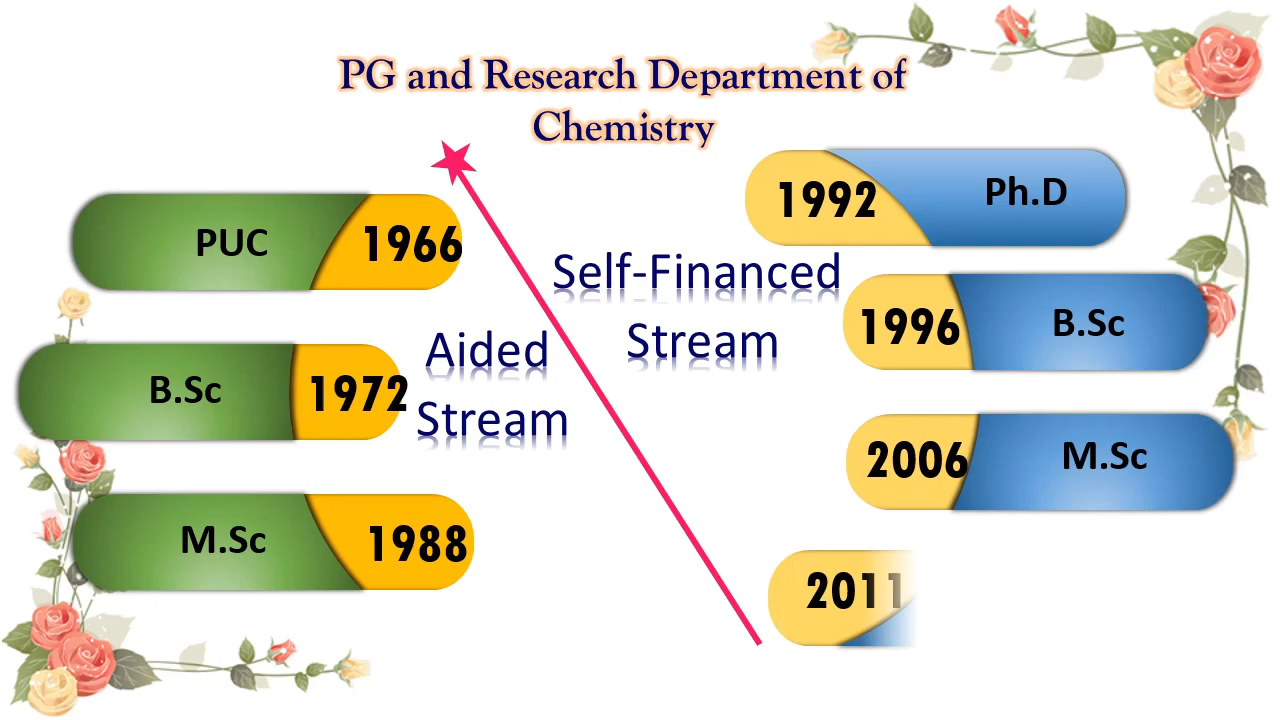 PG and Research Department of
Chemistry
PUC 1966
B.Sc 1972
M.Sc 1988
Aided
Stream
Self-Financed
Stream
1992 Ph.D
1996 B.Sc
2006 M.Sc
2011